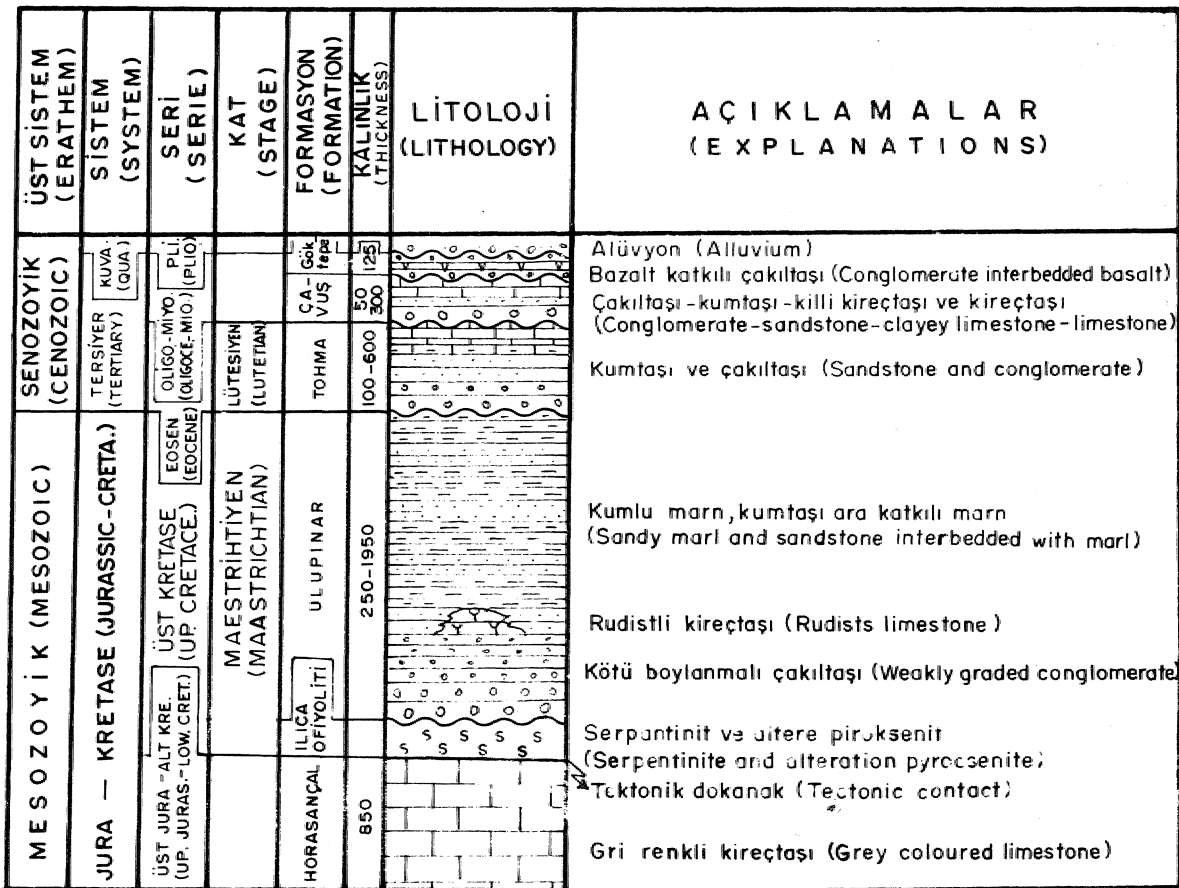 ÜST SİSTEM
(ERATHEM)
SİSTEM
(SYSTEM)
SERİ
(SERIE)
KAT
(STAGE)
FORMASYON
(FORMATION)
KALINLIK
(THICKNESS)
LİTOLOJİ
(LITHOLOGY)
AÇIKLAMALAR
(EXPLANATIONS)
SENOZOYİK
(CENOZOIC)
MESOZOYİK (MESOZOIC)
KUVA.
(QUA.)
TERSİYER
(TERTIARY)
JURA — KRETASE (JURASSIC-CRETA.)
PLİ.
(PLIO)
OLİGO.-MİYO.
(OLİGOCE.-MIO.)
EOSEN
(EOCENE)
ÜST KRETASE
(UP. CRETACE.)
ÜST JURA-ALT KRE.
(UP. JURAS.-LOW. CRET.)
LÜTESİYEN
(LUTETIAN)
MAESTRİHTİYEN
(MAASTRICHTIAN)
Gök
tepe
ÇA-
VUŞ
TOHMA
ULUPINAR
ILICA
OFİYOLİTİ
HORASANÇAL
125
50
300
100-600
250-1950
850
S S S S
S S S S
Alüvyon (Alluvium)
Bazalt katkılı çakıltaşı (Conglomerate interbedded basalt)
Çakıltaşı-kumtaşı-killi kireçtaşı ve kireçtaşı
(Conglomerate-sandstone-clayey limestone-limestone)
Kumtaşı ve çakıltaşı (Sandstone and conglomerate)
Kumlu marn, kumtaşı ara katkılı marn
(Sandy marl and sandstone interbedded with marl)
Rudistli kireçtaşı (Rudists limestone)
Kötü boylanmalı çakıltaşı (Weakly graded conglomerate)
Serpantinit ve altere piroksenit
(Serpentinite and alteration pyrocsenite)
Tektonik dokanak (Tectonic contact)
Gri renkli kireçtaşı (Grey coloured limestone)